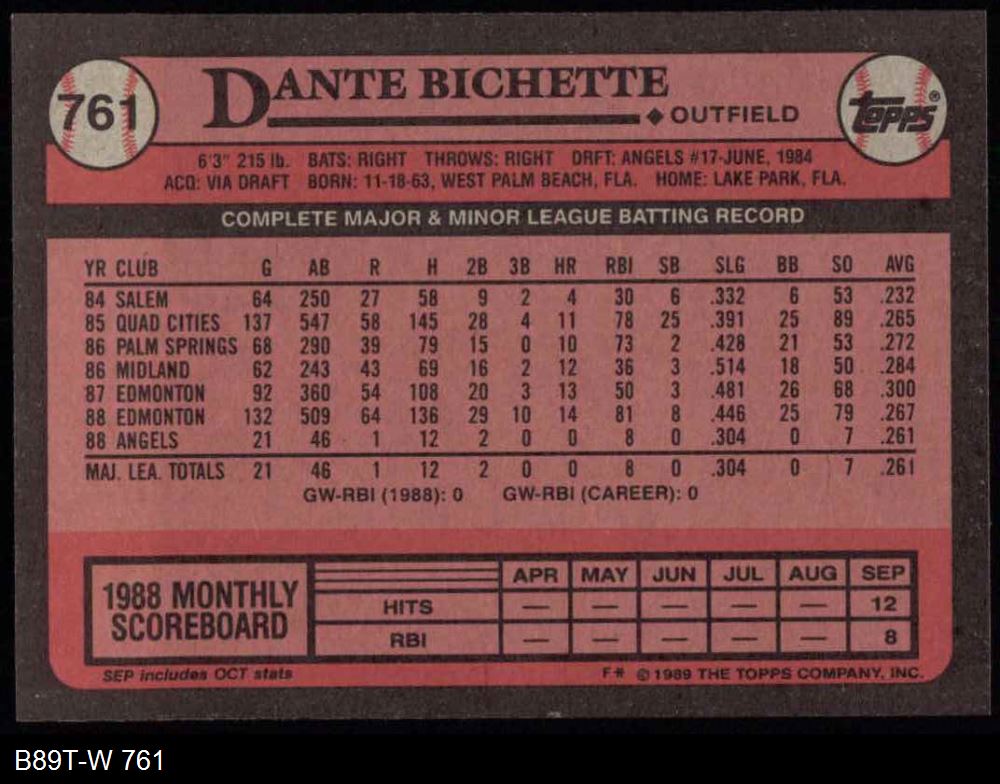 761
DANTE BICHETTE
◆ OUTFIELD
TOPPS®
6'3" 215 lb. BATS: RIGHT THROWS: RIGHT DRFT: ANGELS #17-JUNE, 1984
ACQ: VIA DRAFT BORN: 11-18-63, WEST PALM BEACH, FLA. HOME: LAKE PARK, FLA.
COMPLETE MAJOR & MINOR LEAGUE BATTING RECORD
YR CLUB G AB R H 2B 3B HR RBI SB SLG BB SO AVG
84 SALEM 64 250 27 58 9 2 4 30 6 .332 6 53 .232
85 QUAD CITIES 137 547 58 145 28 4 11 78 25 .391 25 89 .265
86 PALM SPRINGS 68 290 39 79 15 0 10 73 2 .428 21 53 .272
86 MIDLAND 62 243 43 69 16 2 12 36 3 .514 18 50 .284
87 EDMONTON 92 360 54 108 20 3 13 50 3 .481 26 68 .300
88 EDMONTON 132 509 64 136 29 10 14 81 8 .446 25 79 .267
88 ANGELS 21 46 1 12 2 0 0 8 0 .304 0 7 .261
MAJ. LEA. TOTALS 21 46 1 12 2 0 0 8 0 .304 0 7 .261
GW-RBI (1988): 0 GW-RBI (CAREER): 0
1988 MONTHLY
SCOREBOARD
APR MAY JUN JUL AUG SEP
HITS — — — — — 12
RBI — — — — — 8
SEP includes OCT stats
F# © 1989 THE TOPPS COMPANY, INC.
B89T-W 761